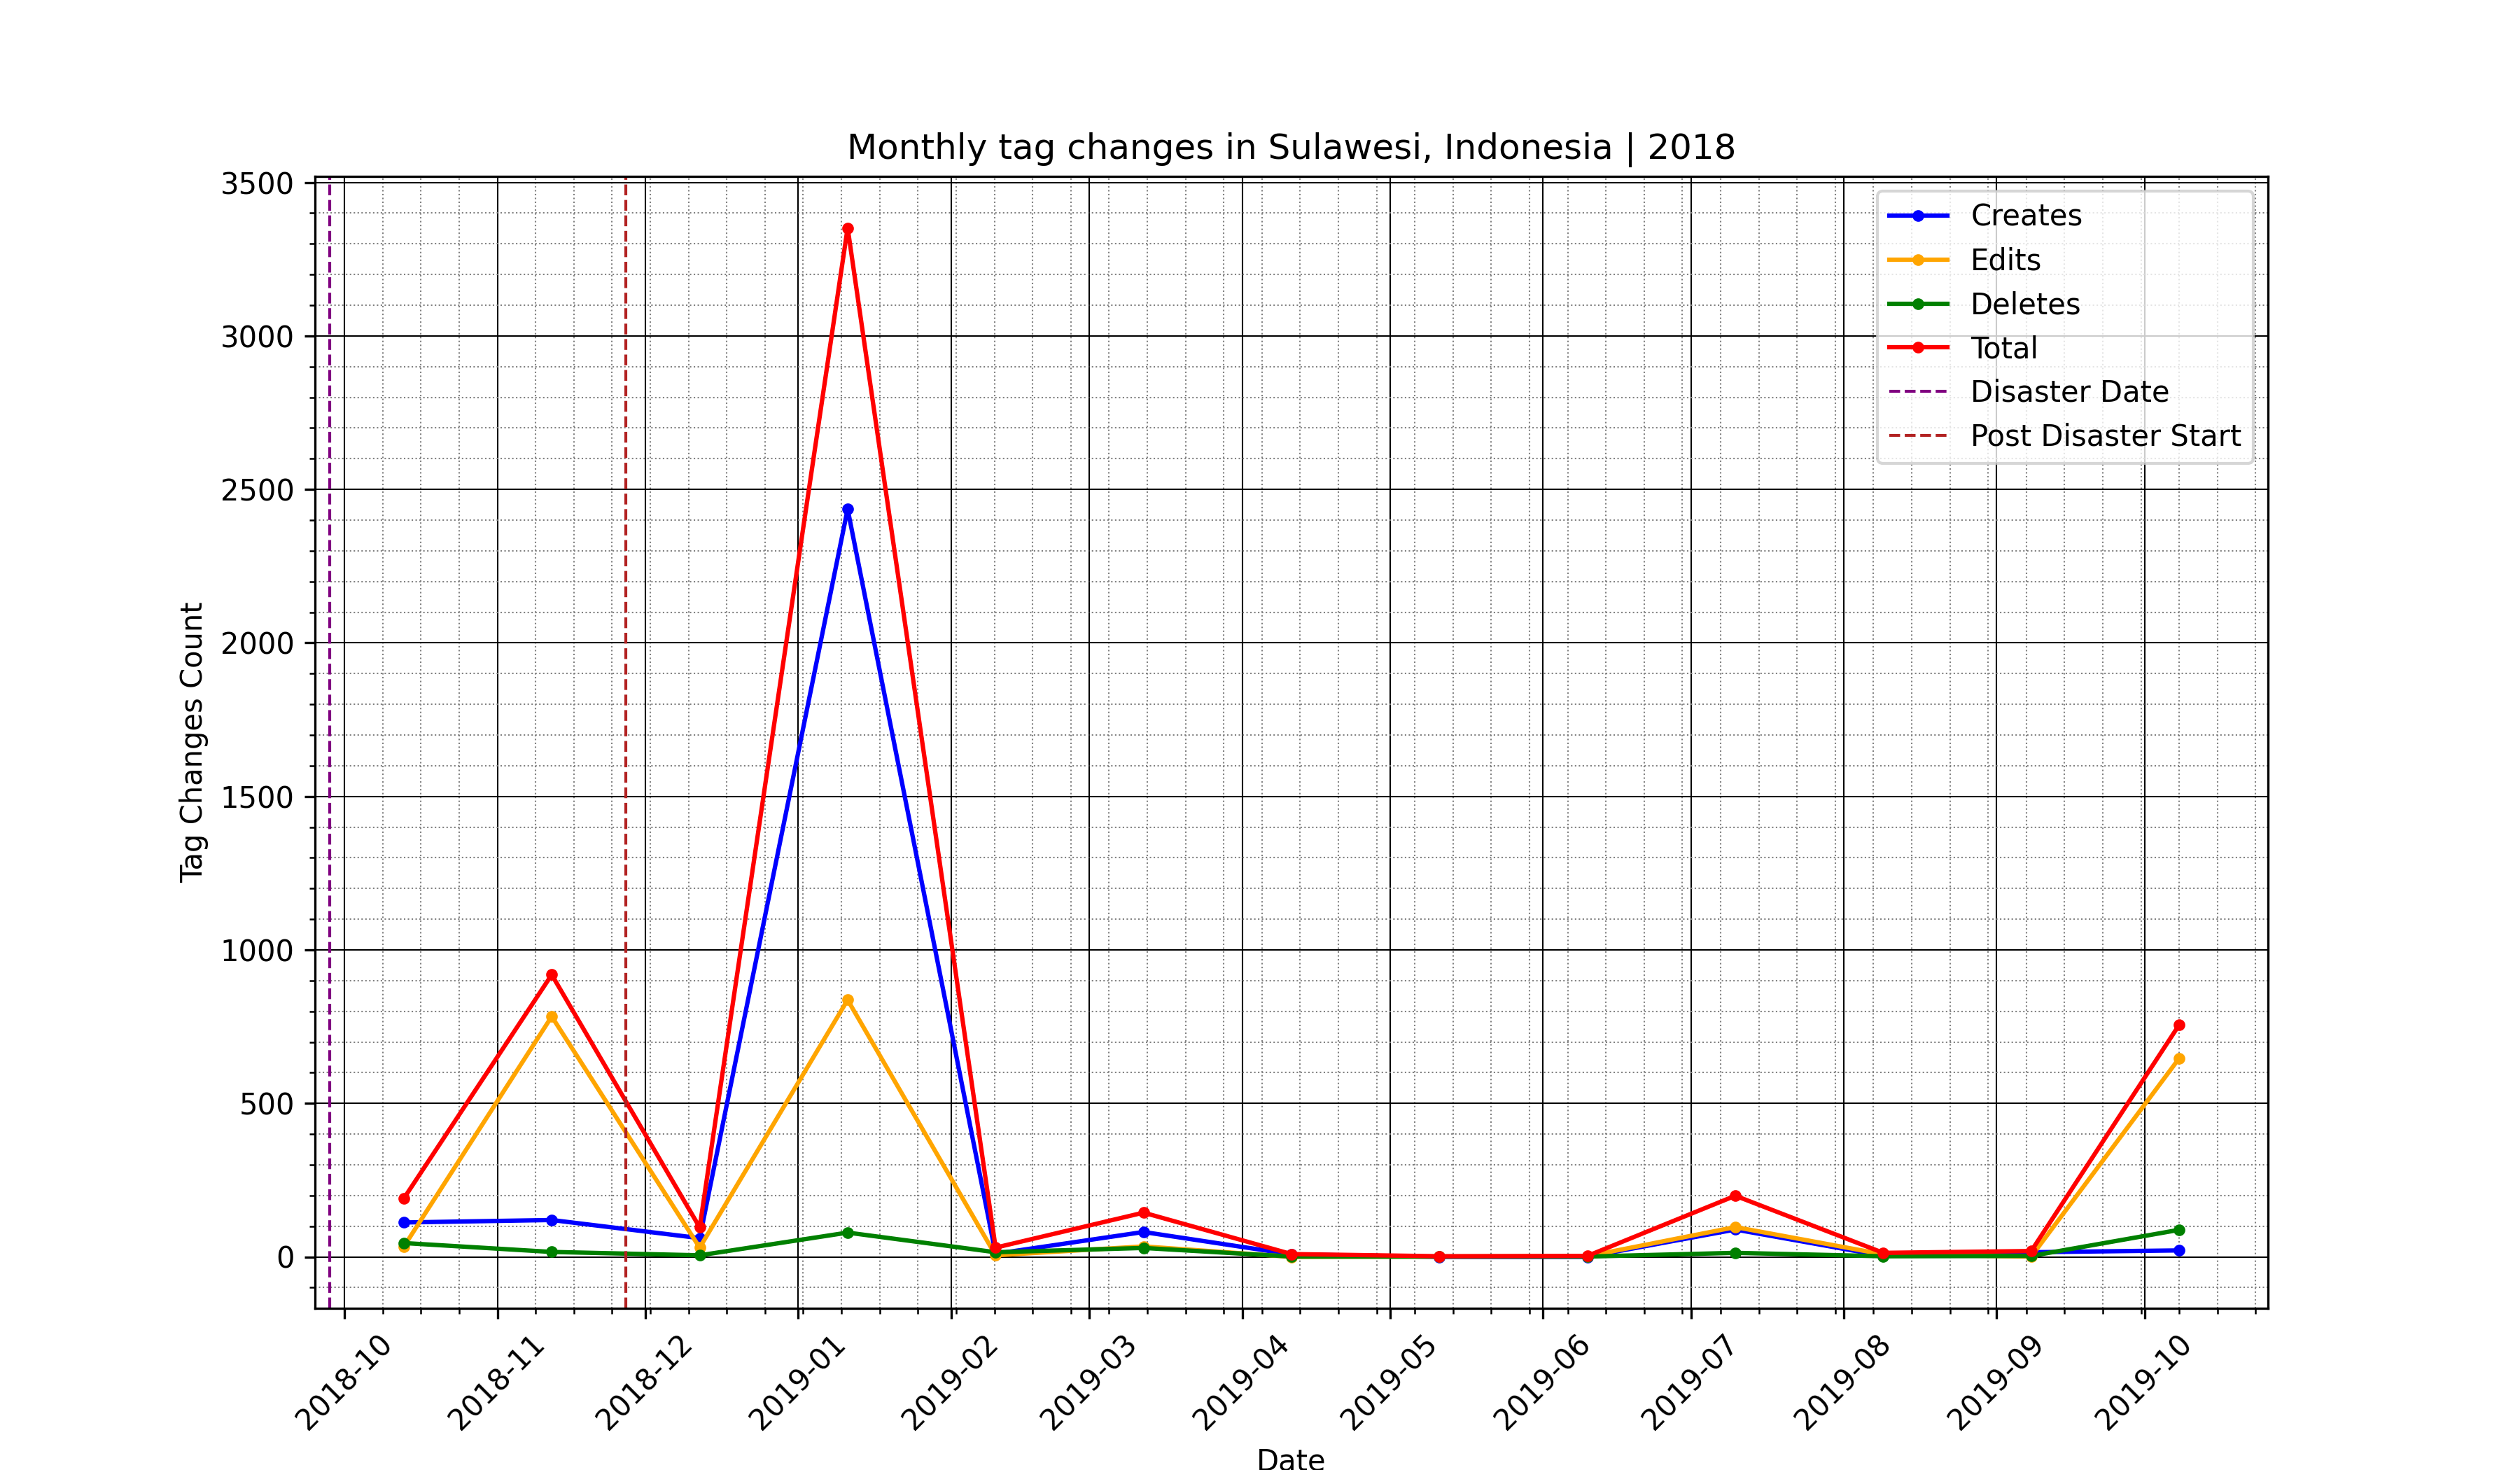 Monthly tag changes in Sulawesi, Indonesia | 2018
3500
3000
2500
2000
1500
1000
500
0
Tag Changes Count
Creates
Edits
Deletes
Total
Disaster Date
Post Disaster Start
2018-10
2018-11
2018-12
2019-01
2019-02
2019-03
2019-04
2019-05
2019-06
2019-07
2019-08
2019-09
2019-10
Date